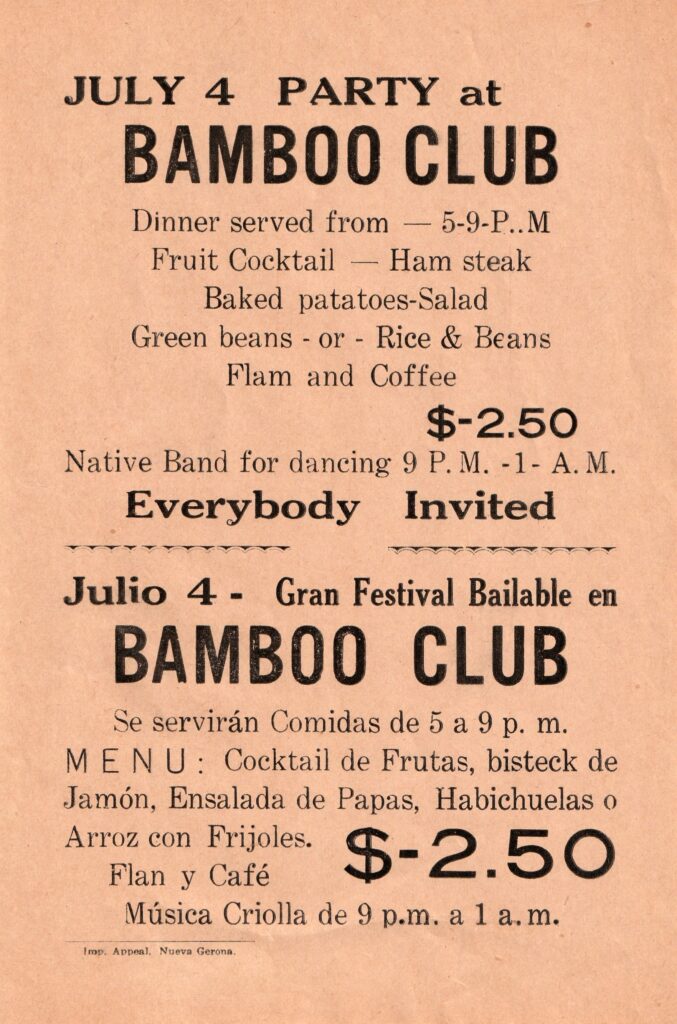 JULY 4 PARTY at
BAMBOO CLUB
Dinner served from — 5-9-P..M
Fruit Cocktail — Ham steak
Baked patatoes-Salad
Green beans - or - Rice & Beans
Flam and Coffee
$-2.50
Native Band for dancing 9 P. M. -1- A. M.
Everybody Invited
Julio 4 - Gran Festival Bailable en
BAMBOO CLUB
Se servirán Comidas de 5 a 9 p. m.
MENU: Cocktail de Frutas, bisteck de
Jamón, Ensalada de Papas, Habichuelas o
Arroz con Frijoles.
$-2.50
Flan y Café
Música Criolla de 9 p.m. a 1 a.m.
Imp. Appeal. Nueva Gerona.